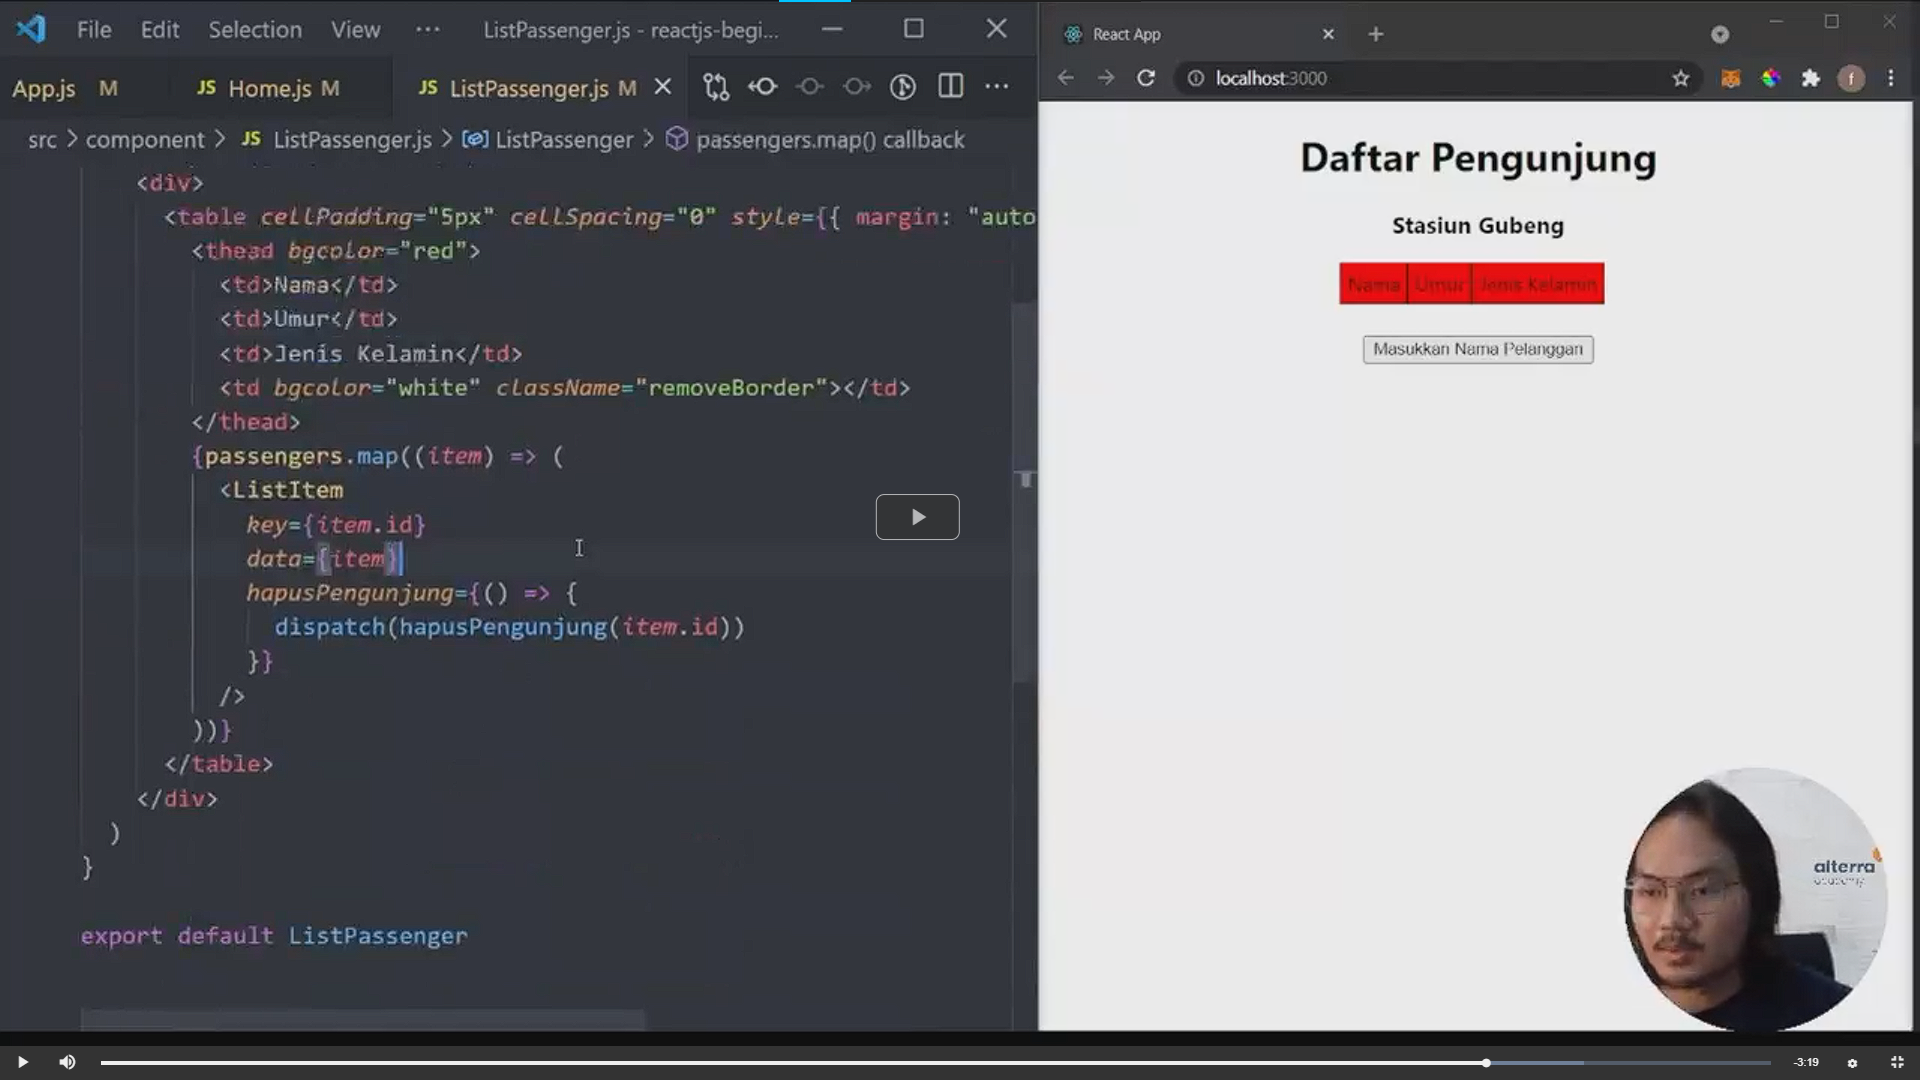 File Edit Selection View ··· ListPassenger.js - reactjs-begi...
App.js M JS Home.js M JS ListPassenger.js M
src > component > JS ListPassenger.js > ListPassenger > passengers.map() callback
<div>
<table cellPadding="5px" cellSpacing="0" style={{ margin: "auto
<thead bgcolor="red">
<td>Nama</td>
<td>Umur</td>
<td>Jenis Kelamin</td>
<td bgcolor="white" className="removeBorder"></td>
</thead>
{passengers.map((item) => (
<ListItem
key={item.id}
data={item}
hapusPengunjung={() => {
dispatch(hapusPengunjung(item.id))
}}
/>
))}
</table>
</div>
)
}
export default ListPassenger
React App
localhost:3000
f
Daftar Pengunjung
Stasiun Gubeng
Nama Umur Jenis Kelamin
Masukkan Nama Pelanggan
alterra
academy
-3:19